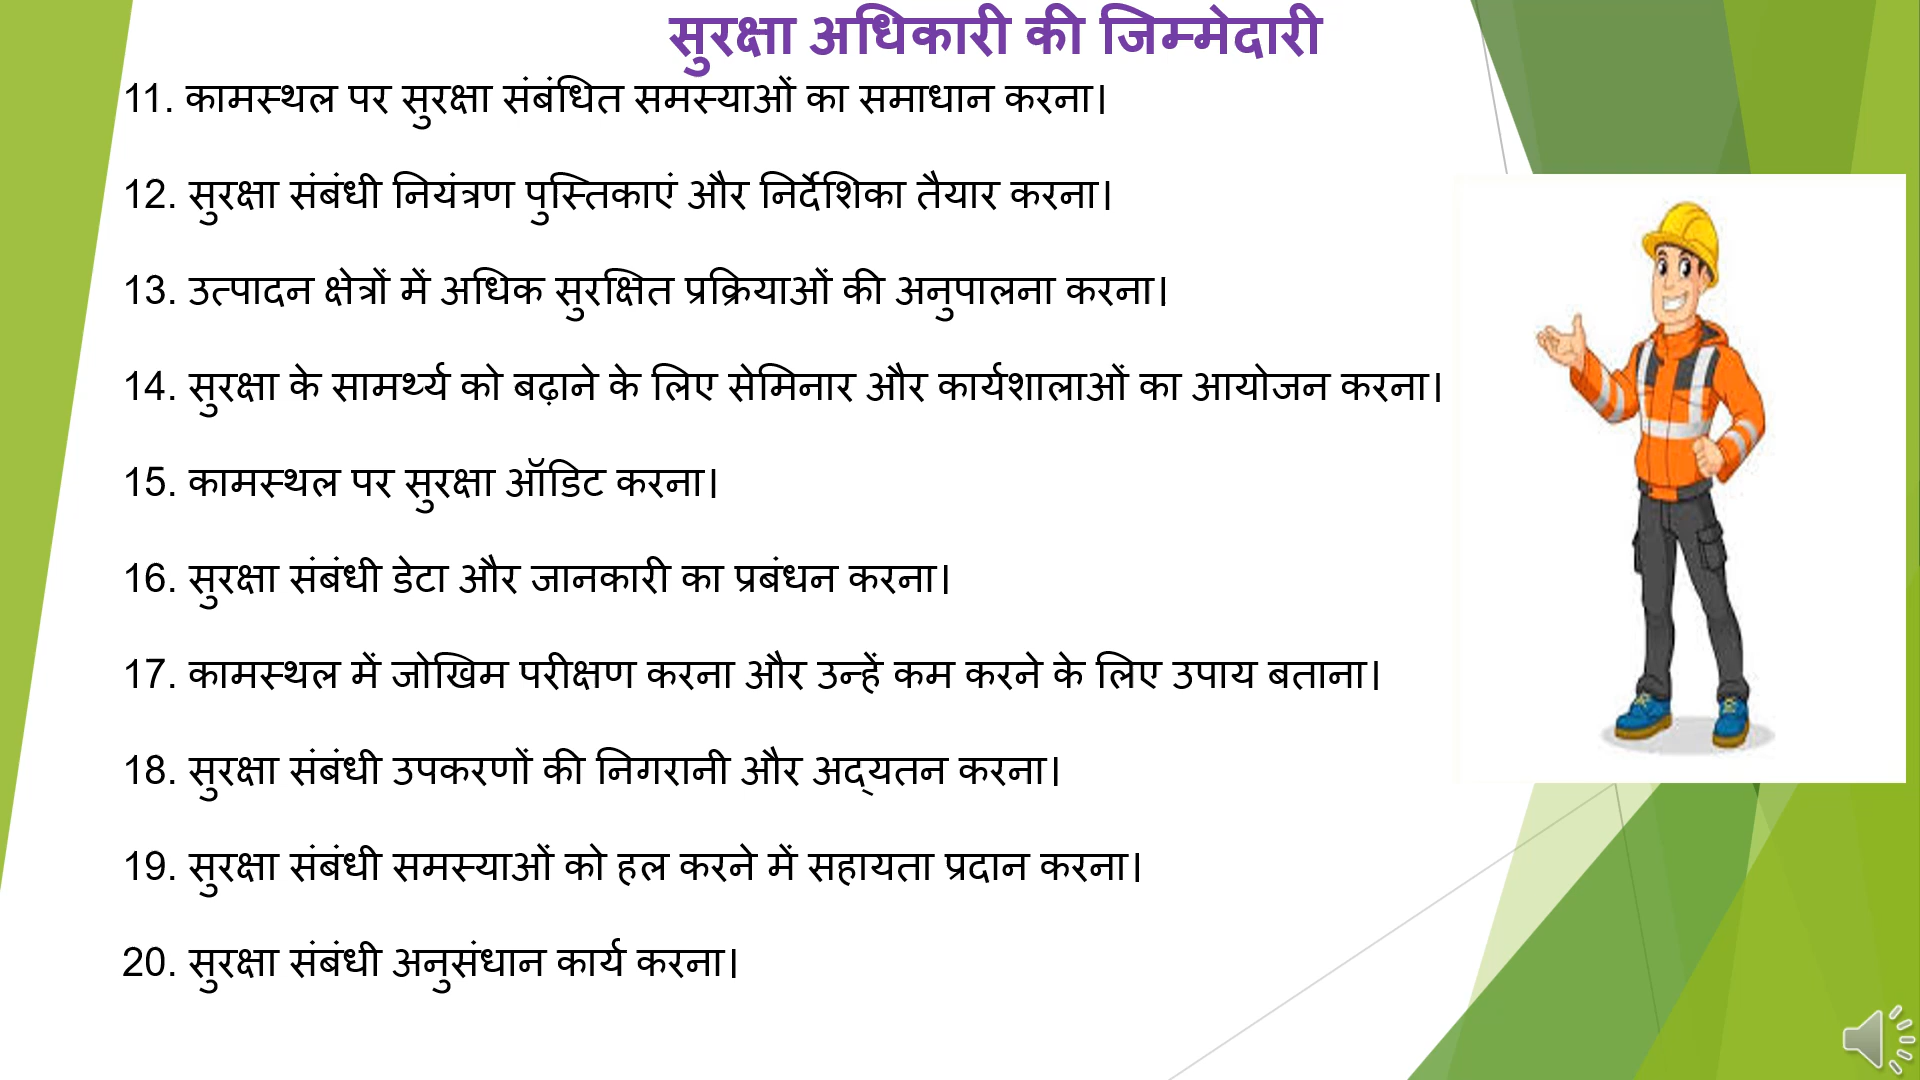 सुरक्षा अधिकारी की जिम्मेदारी
11. कामस्थल पर सुरक्षा संबंधित समस्याओं का समाधान करना।
12. सुरक्षा संबंधी नियंत्रण पुस्तिकाएं और निर्देशिका तैयार करना।
13. उत्पादन क्षेत्रों में अधिक सुरक्षित प्रक्रियाओं की अनुपालना करना।
14. सुरक्षा के सामर्थ्य को बढ़ाने के लिए सेमिनार और कार्यशालाओं का आयोजन करना।
15. कामस्थल पर सुरक्षा ऑडिट करना।
16. सुरक्षा संबंधी डेटा और जानकारी का प्रबंधन करना।
17. कामस्थल में जोखिम परीक्षण करना और उन्हें कम करने के लिए उपाय बताना।
18. सुरक्षा संबंधी उपकरणों की निगरानी और अद्यतन करना।
19. सुरक्षा संबंधी समस्याओं को हल करने में सहायता प्रदान करना।
20. सुरक्षा संबंधी अनुसंधान कार्य करना।